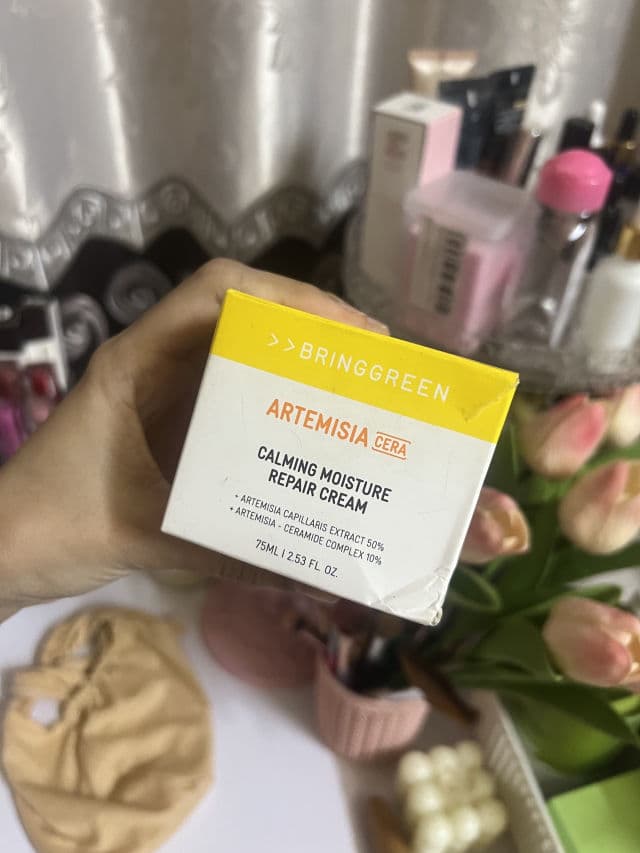 >>BRINGGREEN
ARTEMISIA CERA
CALMING MOISTURE
REPAIR CREAM
+ ARTEMISIA CAPILLARIS EXTRACT 50%
+ ARTEMISIA - CERAMIDE COMPLEX 10%
75ML I 2.53 FL. OZ.